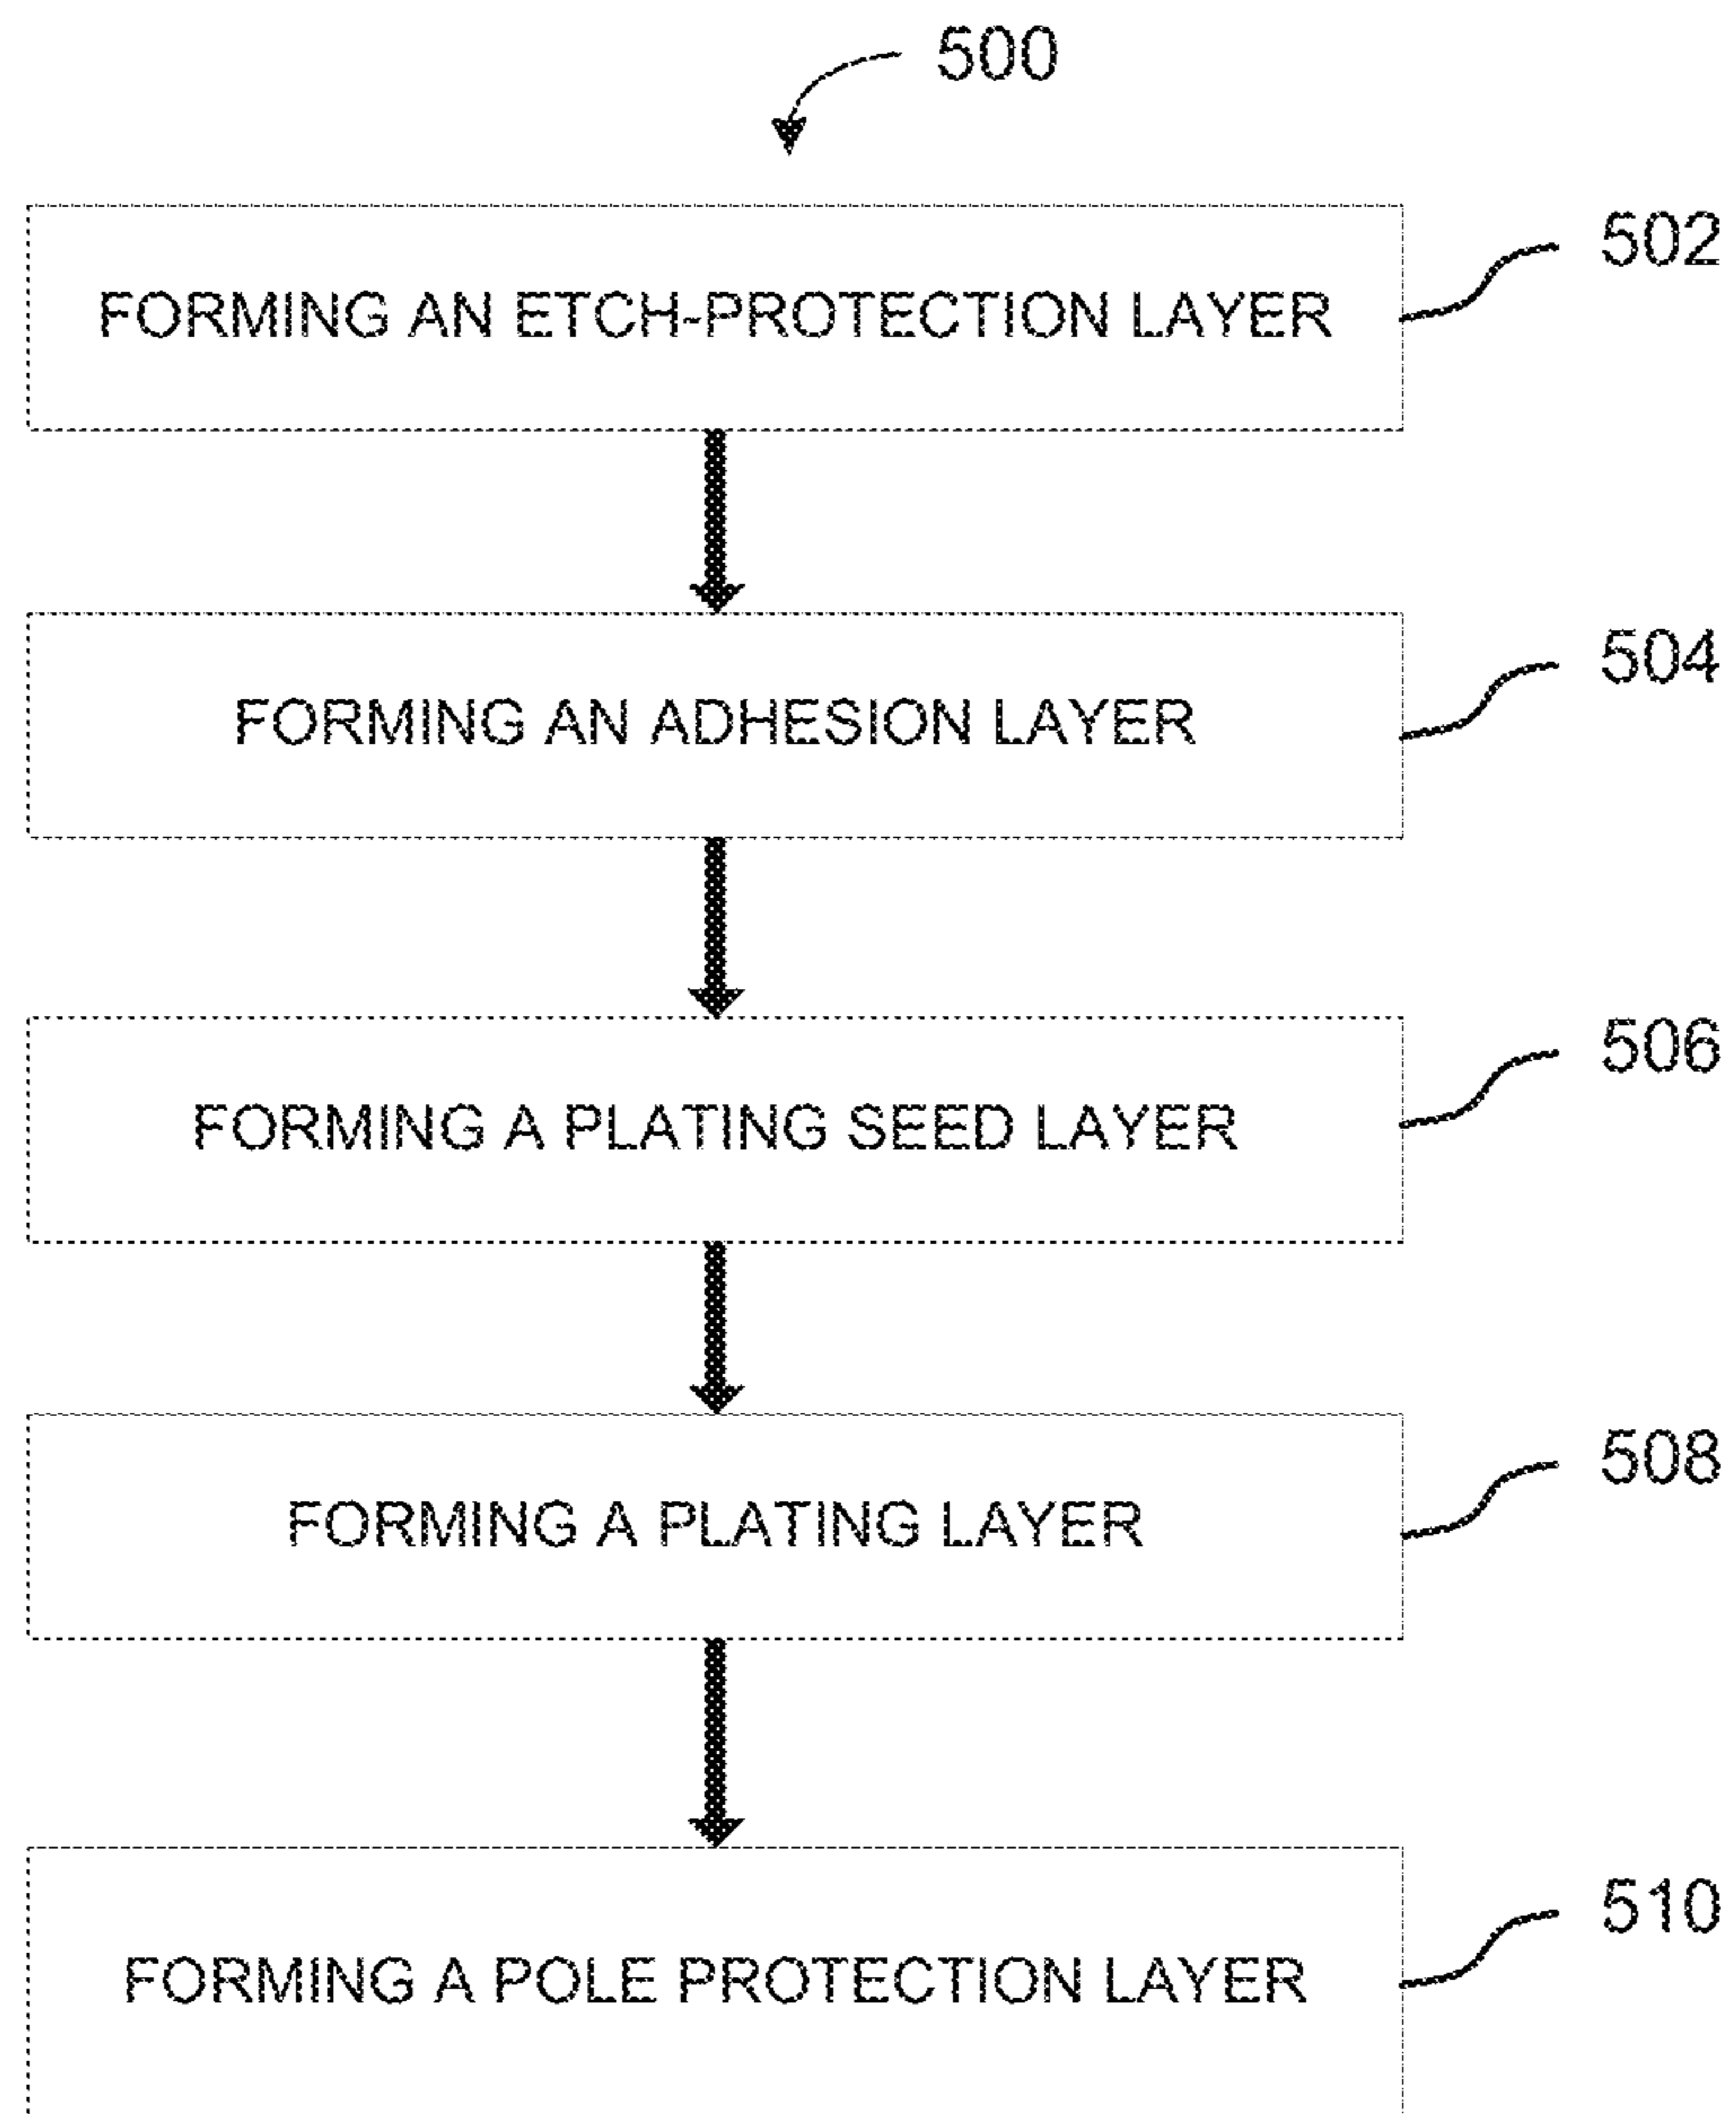 500
FORMING AN ETCH-PROTECTION LAYER
502
FORMING AN ADHESION LAYER
504
FORMING A PLATING SEED LAYER
506
FORMING A PLATING LAYER
508
FORMING A POLE PROTECTION LAYER
510